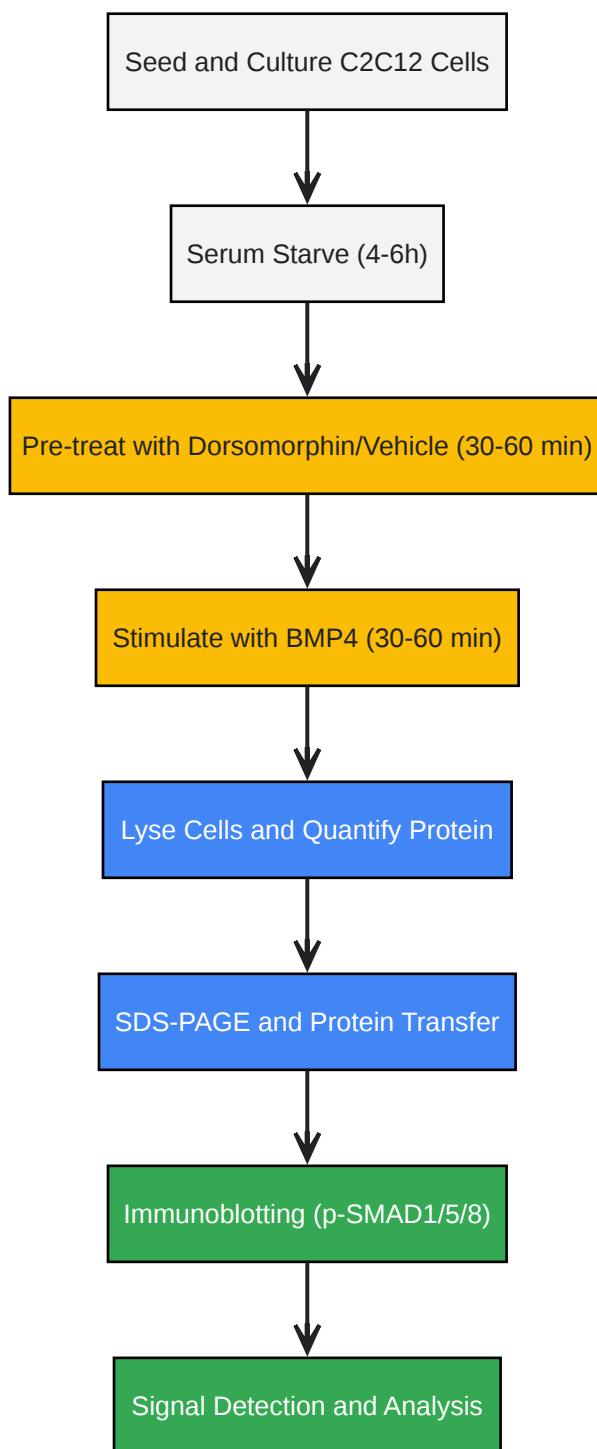 Seed and Culture C2C12 Cells
Serum Starve (4-6h)
Pre-treat with Dorsomorphin/Vehicle (30-60 min)
Stimulate with BMP4 (30-60 min)
Lyse Cells and Quantify Protein
SDS-PAGE and Protein Transfer
Immunoblotting (p-SMAD1/5/8)
Signal Detection and Analysis